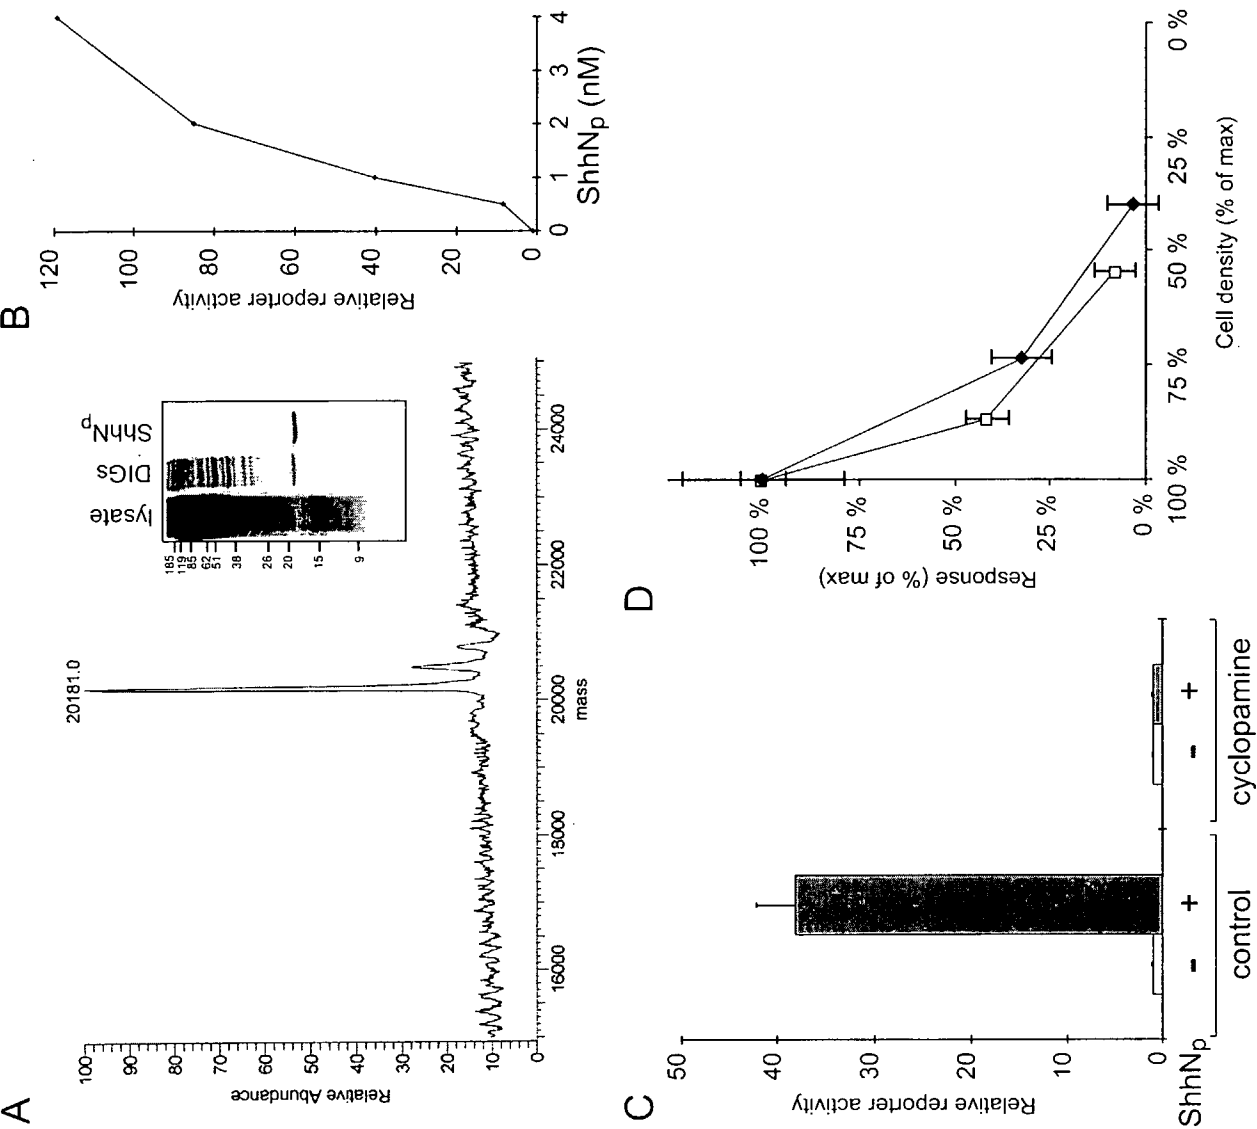 A
20181.0
Relative Abundance
100
90
80
70
60
50
40
30
20
10
0
16000
18000
20000
22000
24000
mass
lysate
DIGs
ShhNp
185
119
85
62
51
38
26
20
15
9
B
Relative reporter activity
120
100
80
60
40
20
0
0 1 2 3 4
ShhNp (nM)
C
Relative reporter activity
50
40
30
20
10
0
ShhNp - + - +
control cyclopamine
D
Response (% of max)
100 %
75 %
50 %
25 %
0 %
100 % 75 % 50 % 25 % 0 %
Cell density (% of max)